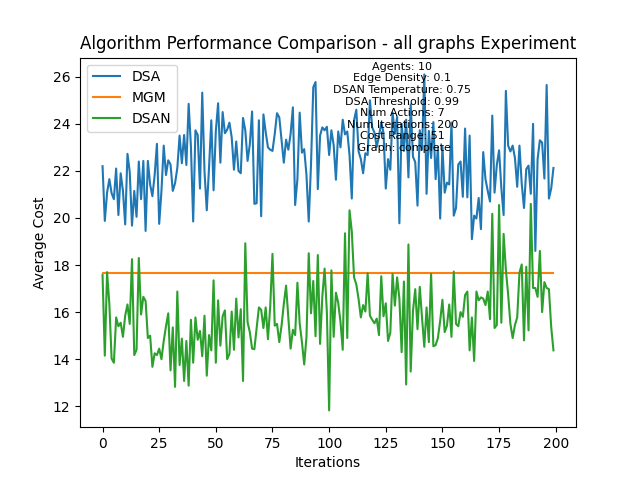 Algorithm Performance Comparison - all graphs Experiment
DSA
MGM
DSAN
Agents: 10
Edge Density: 0.1
DSAN Temperature: 0.75
DSA Threshold: 0.99
Num Actions: 7
Num Iterations: 200
Cost Range: 51
Graph: complete
Average Cost
26
24
22
20
18
16
14
12
0
25
50
75
100
125
150
175
200
Iterations